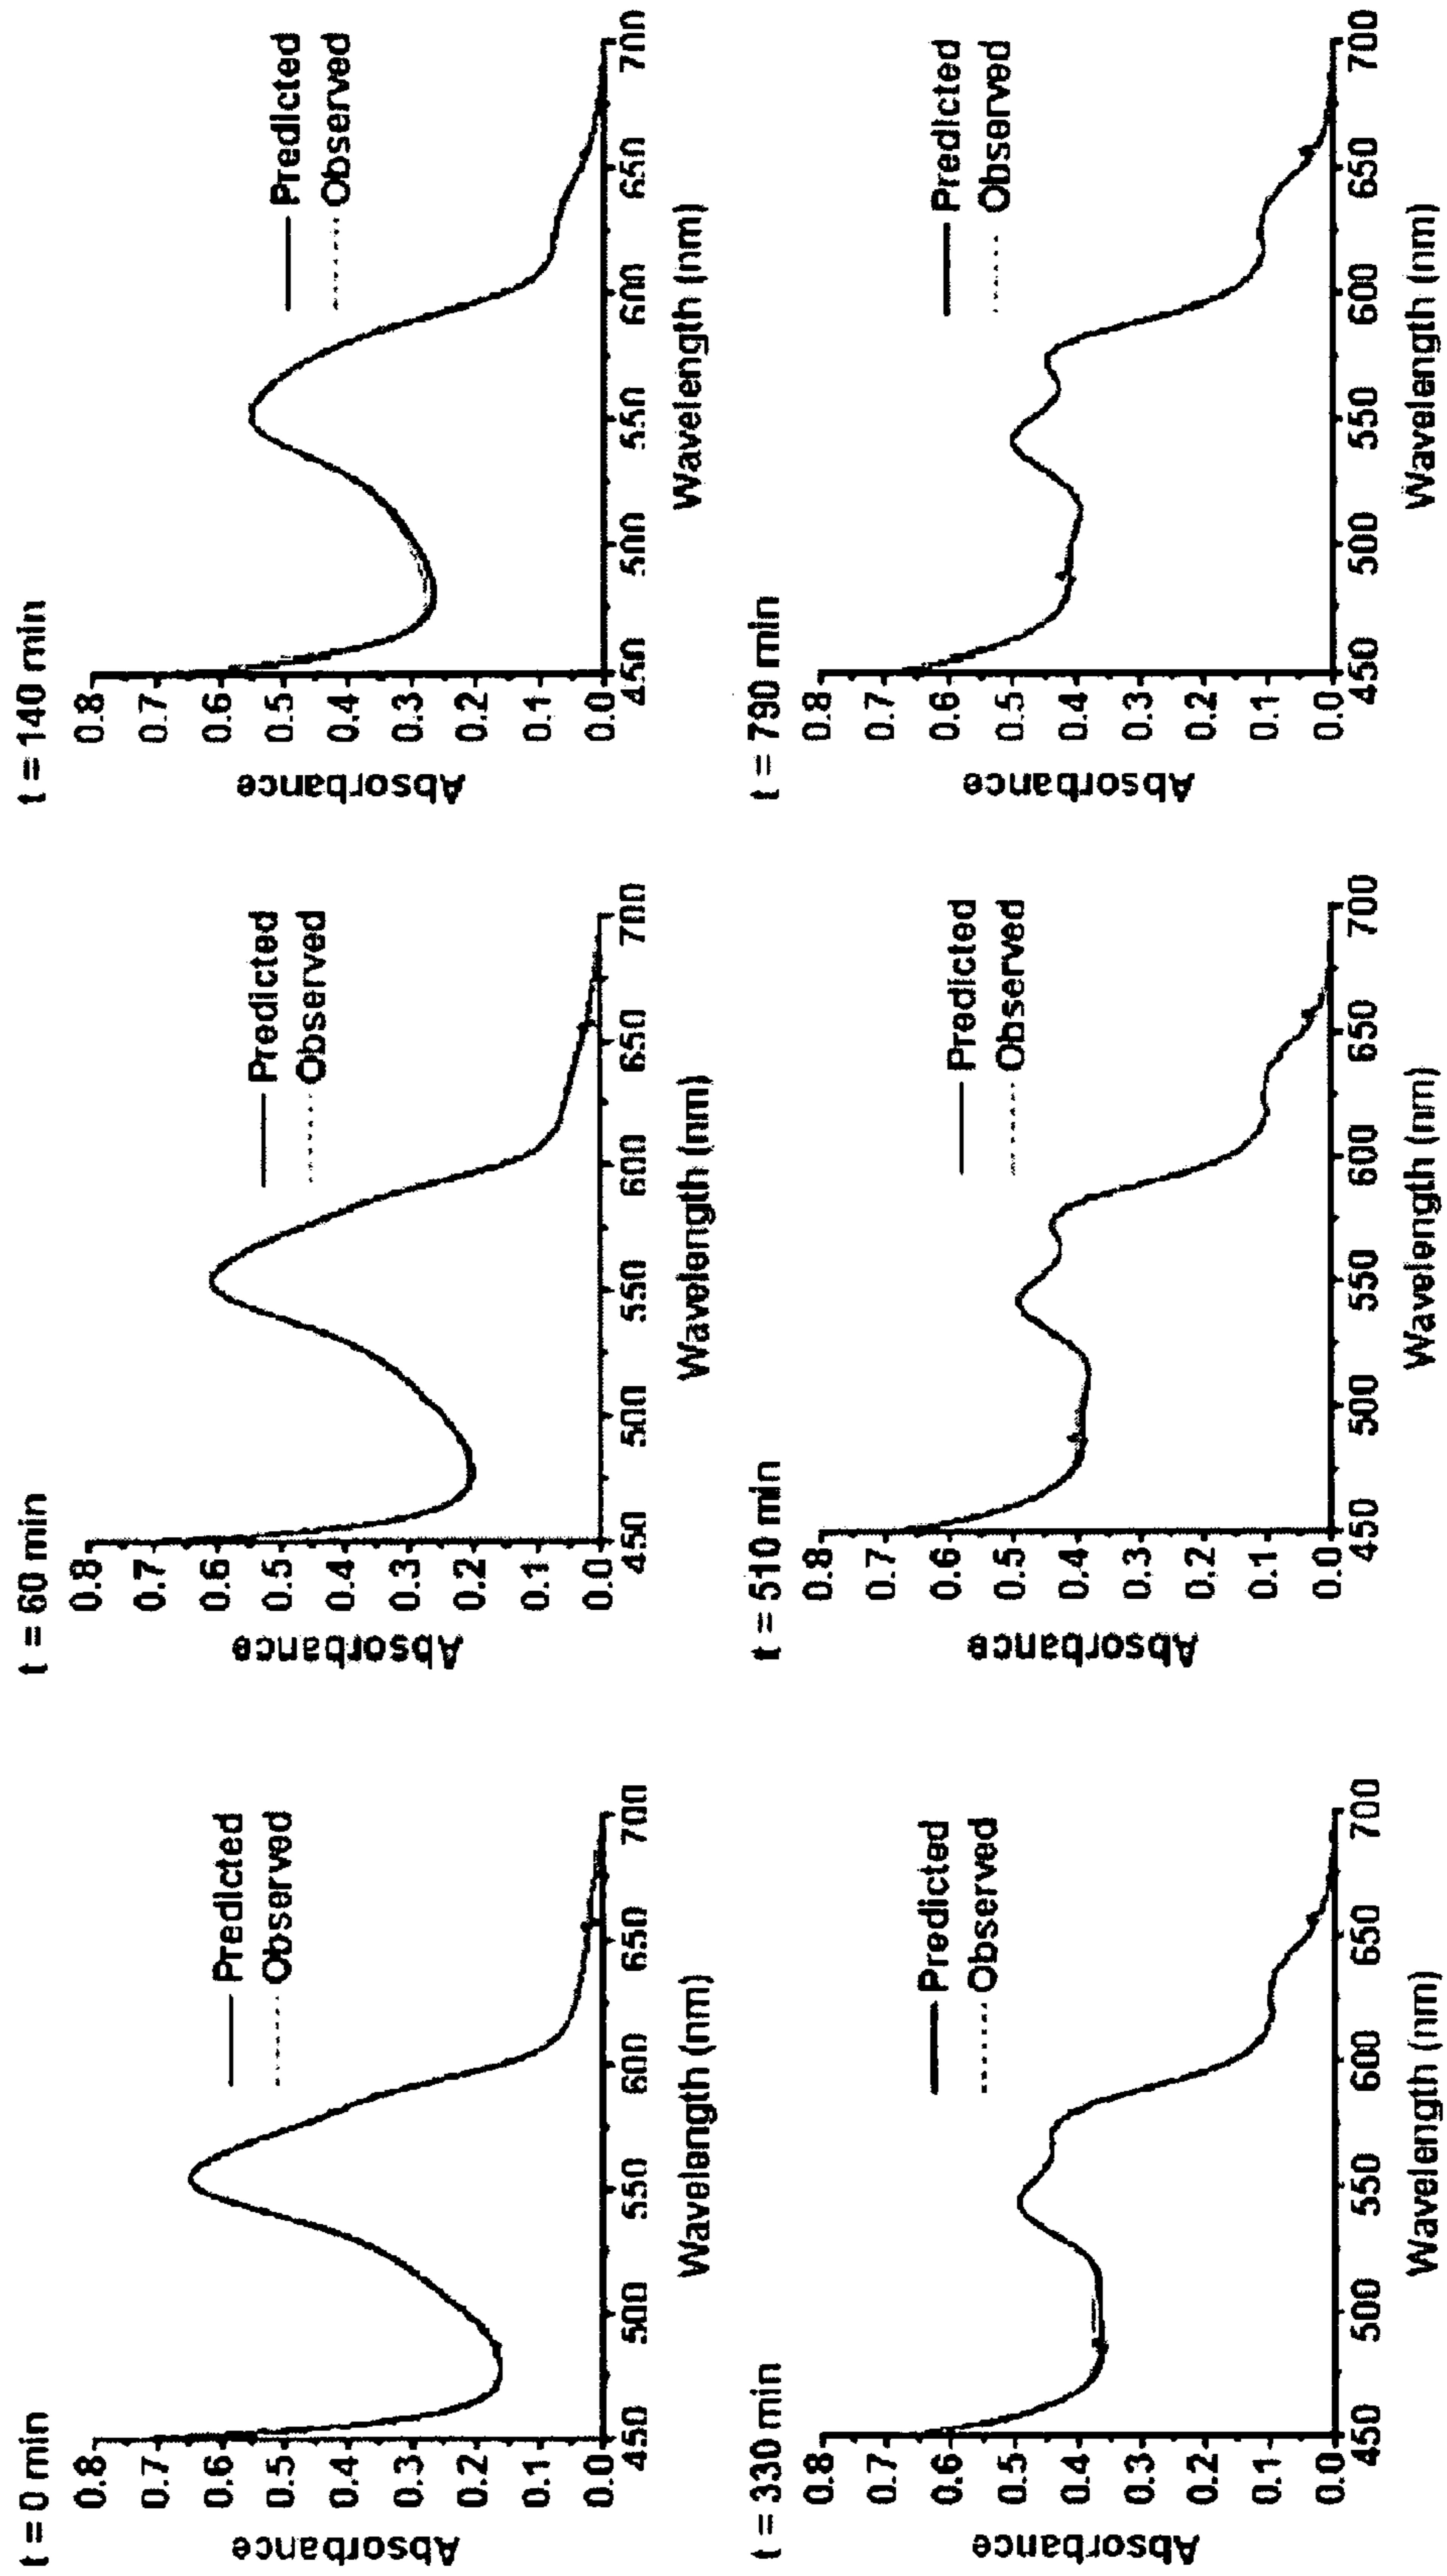 t = 0 min
0.8
0.7
0.6
0.5
0.4
0.3
0.2
0.1
0.0
Absorbance
Predicted
Observed
450 500 550 600 650 700
Wavelength (nm)
t = 60 min
0.8
0.7
0.6
0.5
0.4
0.3
0.2
0.1
0.0
Absorbance
Predicted
Observed
450 500 550 600 650 700
Wavelength (nm)
t = 140 min
0.8
0.7
0.6
0.5
0.4
0.3
0.2
0.1
0.0
Absorbance
Predicted
Observed
450 500 550 600 650 700
Wavelength (nm)
t = 330 min
0.8
0.7
0.6
0.5
0.4
0.3
0.2
0.1
0.0
Absorbance
Predicted
Observed
450 500 550 600 650 700
Wavelength (nm)
t = 510 min
0.8
0.7
0.6
0.5
0.4
0.3
0.2
0.1
0.0
Absorbance
Predicted
Observed
450 500 550 600 650 700
Wavelength (nm)
t = 790 min
0.8
0.7
0.6
0.5
0.4
0.3
0.2
0.1
0.0
Absorbance
Predicted
Observed
450 500 550 600 650 700
Wavelength (nm)